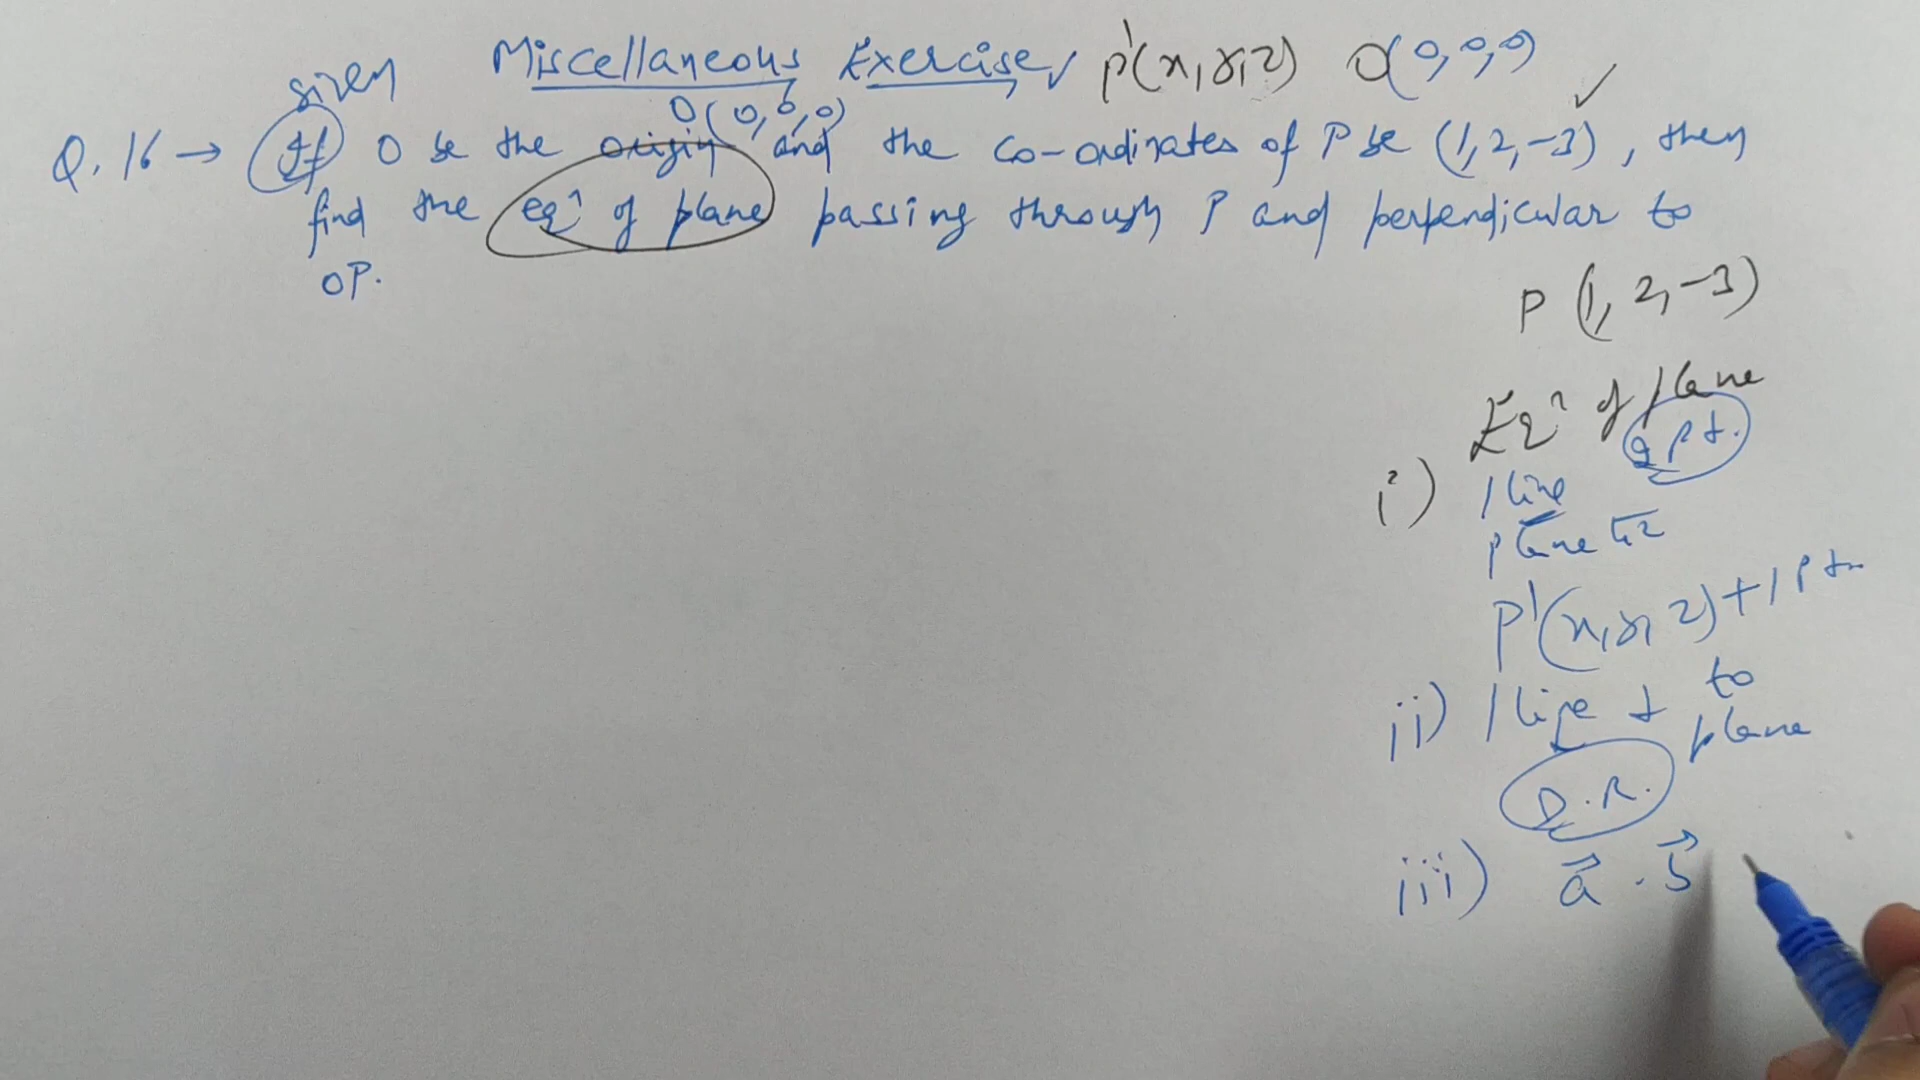 given Miscellaneous Exercise P'(x,y,z) O(0,0,0)
O(0,0,0)
Q.16 → If O be the origin and the co-ordinates of P be (1,2,-3), then
find the eqⁿ of plane passing through P and perpendicular to
OP.
P (1, 2, -3)
Eqⁿ of plane
2 pt.
i) 1 line
plane
P'(x,y,z) + 1 pt
ii) 1 line ⊥ to
plane
D.R.
iii) a⃗ . b⃗